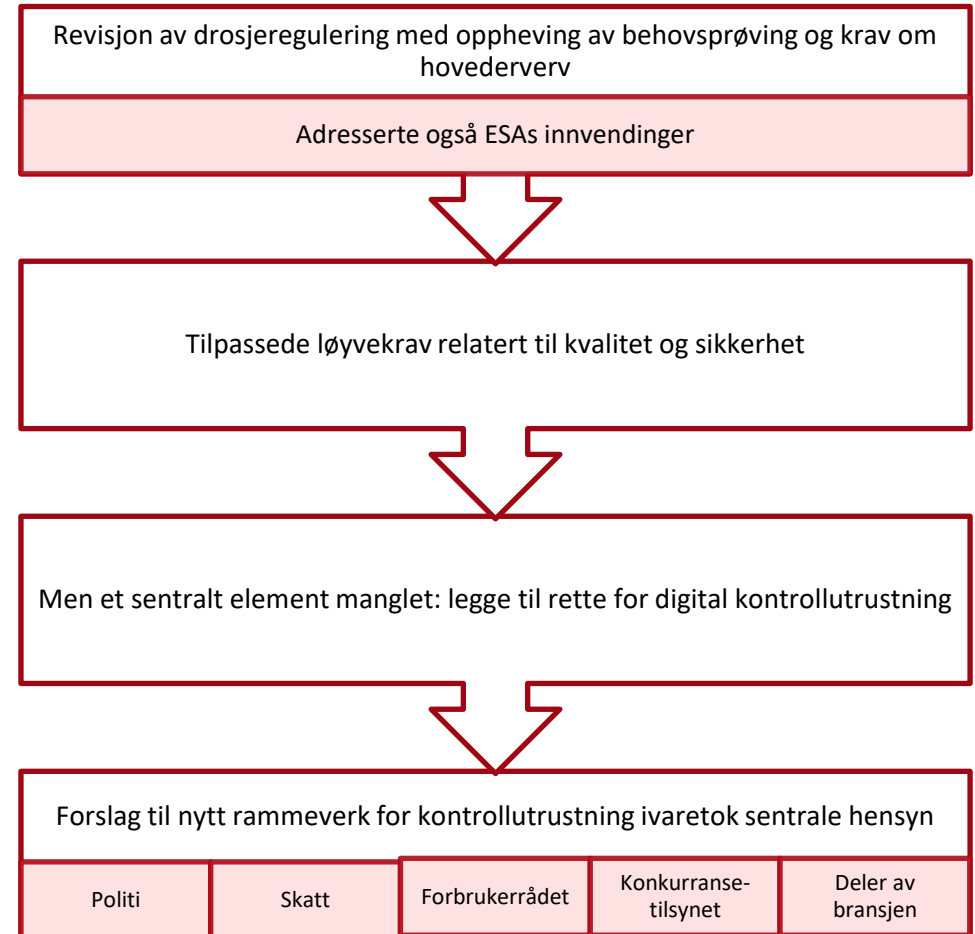 Revisjon av drosjeregulering med oppheving av behovsprøving og krav om
hovederverv
Adresserte også ESAs innvendinger
Tilpassede løyvekrav relatert til kvalitet og sikkerhet
Men et sentralt element manglet: legge til rette for digital kontrollutrustning
Forslag til nytt rammeverk for kontrollutrustning ivaretok sentrale hensyn
Politi
Skatt
Forbrukerrådet
Konkurranse-
tilsynet
Deler av
bransjen